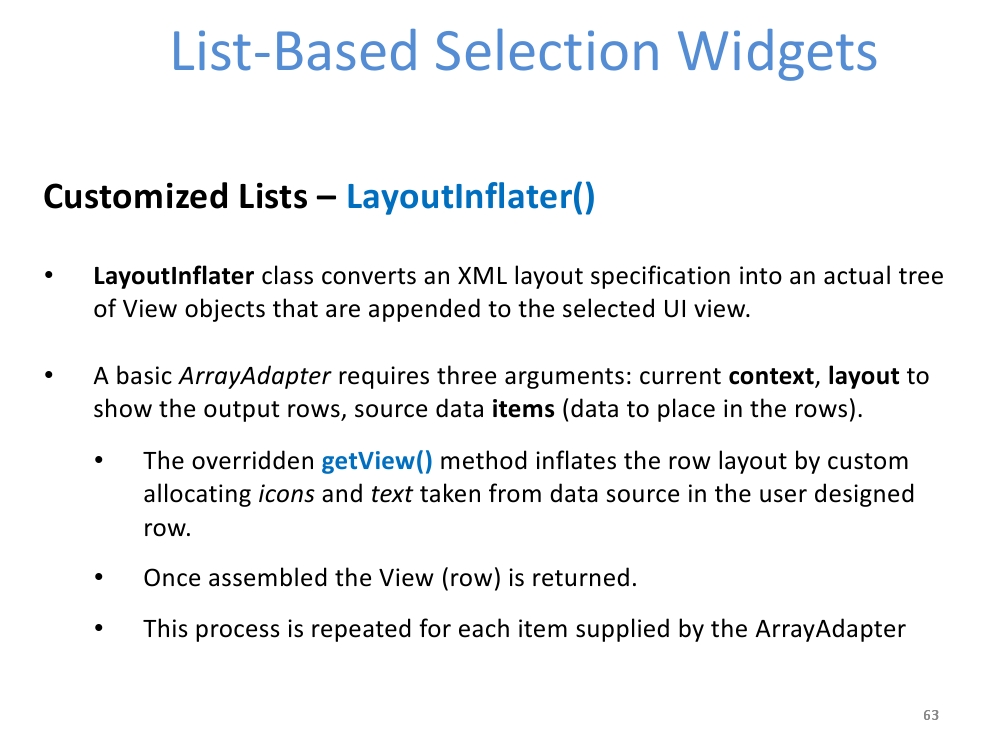 List-Based Selection Widgets
Customized Lists – LayoutInflater()
• LayoutInflater class converts an XML layout specification into an actual tree
of View objects that are appended to the selected UI view.
• A basic ArrayAdapter requires three arguments: current context, layout to
show the output rows, source data items (data to place in the rows).
• The overridden getView() method inflates the row layout by custom
allocating icons and text taken from data source in the user designed
row.
• Once assembled the View (row) is returned.
• This process is repeated for each item supplied by the ArrayAdapter
63